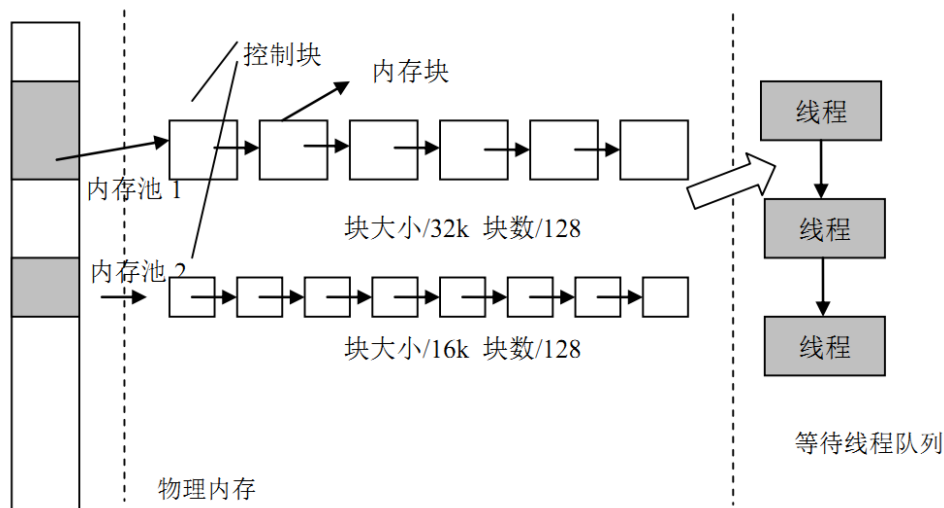 控制块
内存块
线程
内存池 1
块大小/32k 块数/128
线程
内存池 2
块大小/16k 块数/128
线程
等待线程队列
物理内存